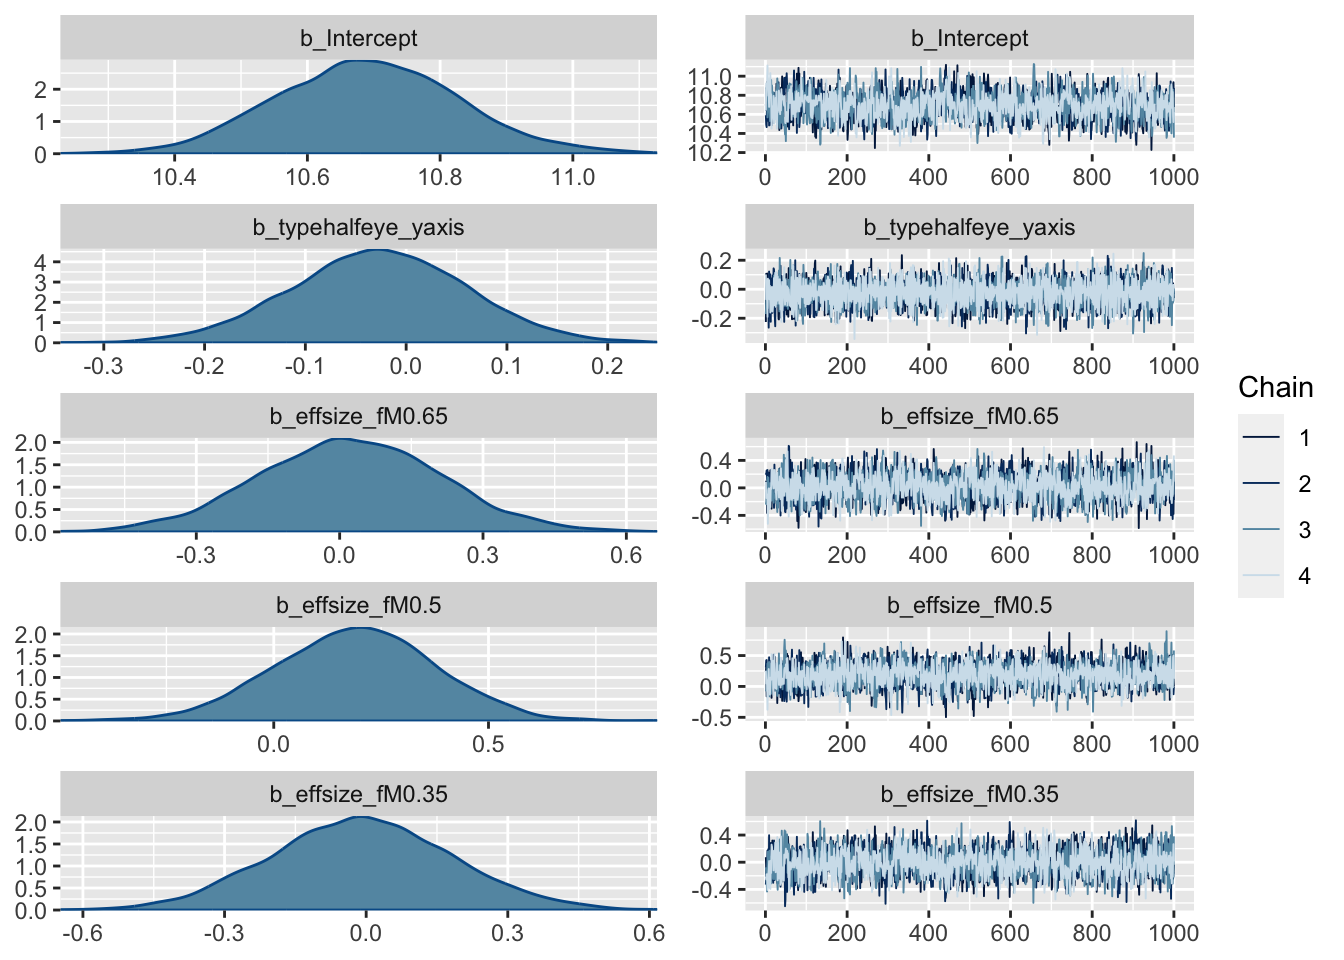 b_Intercept
2
1
0
10.4 10.6 10.8 11.0
b_Intercept
11.0
10.8
10.6
10.4
10.2
0 200 400 600 800 1000
b_typehalfeye_yaxis
4
3
2
1
0
-0.3 -0.2 -0.1 0.0 0.1 0.2
b_typehalfeye_yaxis
0.2
0.0
-0.2
0 200 400 600 800 1000
b_effsize_fM0.65
2.0
1.5
1.0
0.5
0.0
-0.3 0.0 0.3 0.6
b_effsize_fM0.65
0.4
0.0
-0.4
0 200 400 600 800 1000
b_effsize_fM0.5
2.0
1.5
1.0
0.5
0.0
0.0 0.5
b_effsize_fM0.5
0.5
0.0
-0.5
0 200 400 600 800 1000
b_effsize_fM0.35
2.0
1.5
1.0
0.5
0.0
-0.6 -0.3 0.0 0.3 0.6
b_effsize_fM0.35
0.4
0.0
-0.4
0 200 400 600 800 1000
Chain
1
2
3
4